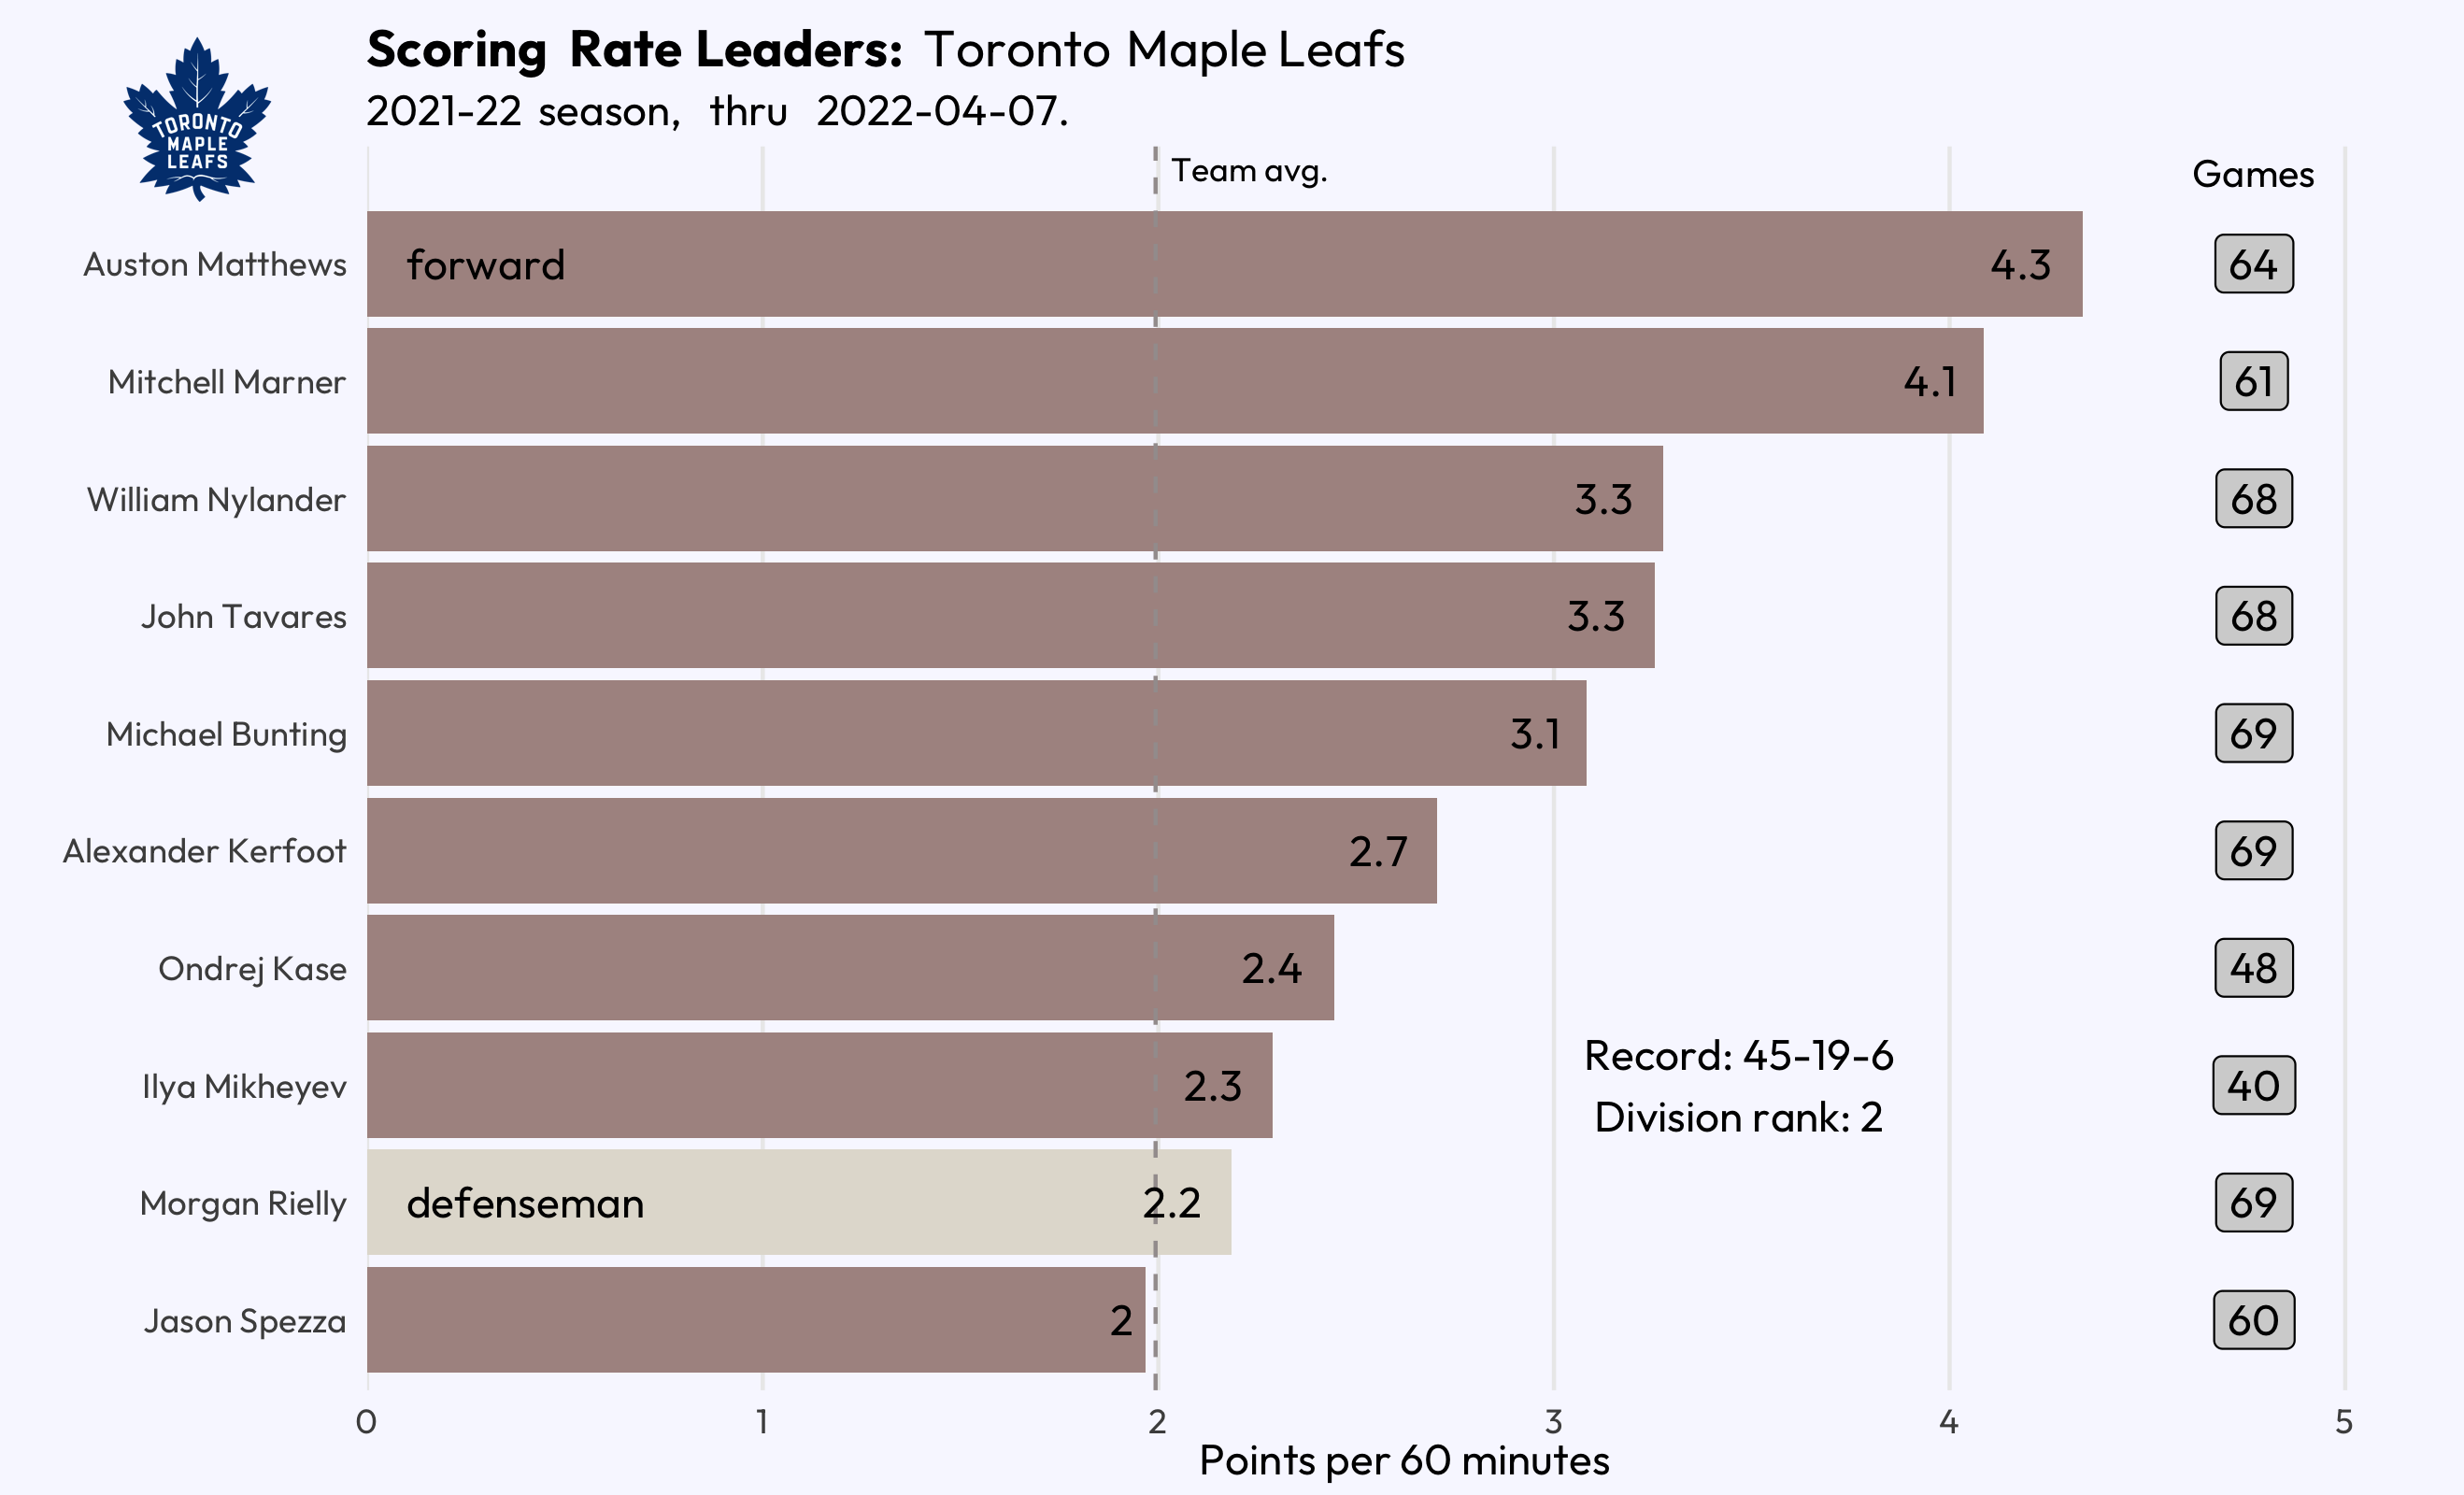 Scoring Rate Leaders: Toronto Maple Leafs
2021-22 season, thru 2022-04-07.
TORONTO
MAPLE
LEAFS
Team avg.
Games
Auston Matthews forward 4.3 64
Mitchell Marner 4.1 61
William Nylander 3.3 68
John Tavares 3.3 68
Michael Bunting 3.1 69
Alexander Kerfoot 2.7 69
Ondrej Kase 2.4 48
Record: 45-19-6
Ilya Mikheyev 2.3 40
Division rank: 2
Morgan Rielly defenseman 2.2 69
Jason Spezza 2 60
0 1 2 3 4 5
Points per 60 minutes